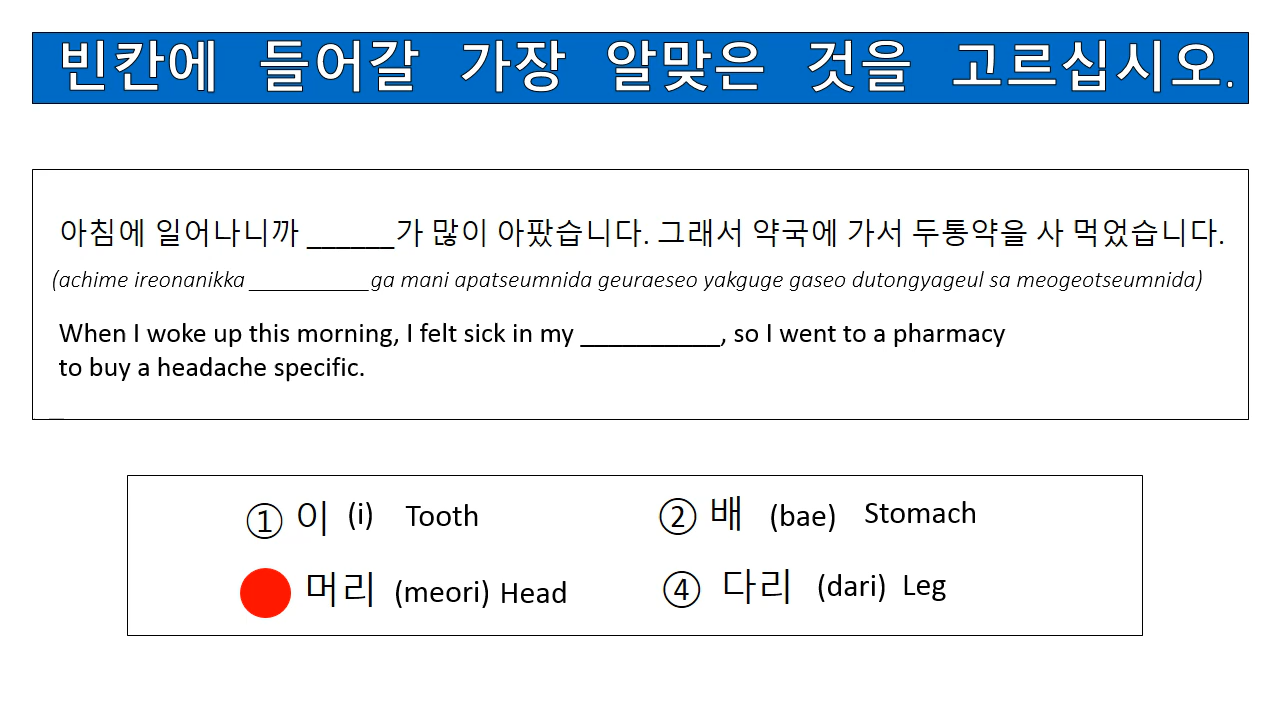 빈칸에 들어갈 가장 알맞은 것을 고르십시오.
아침에 일어나니까 ______가 많이 아팠습니다. 그래서 약국에 가서 두통약을 사 먹었습니다.
(achime ireonanikka ___________ga mani apatseumnida geuraeseo yakguge gaseo dutongyageul sa meogeotseumnida)
When I woke up this morning, I felt sick in my ___________, so I went to a pharmacy
to buy a headache specific.
① 이 (i) Tooth ② 배 (bae) Stomach
머리 (meori) Head ④ 다리 (dari) Leg